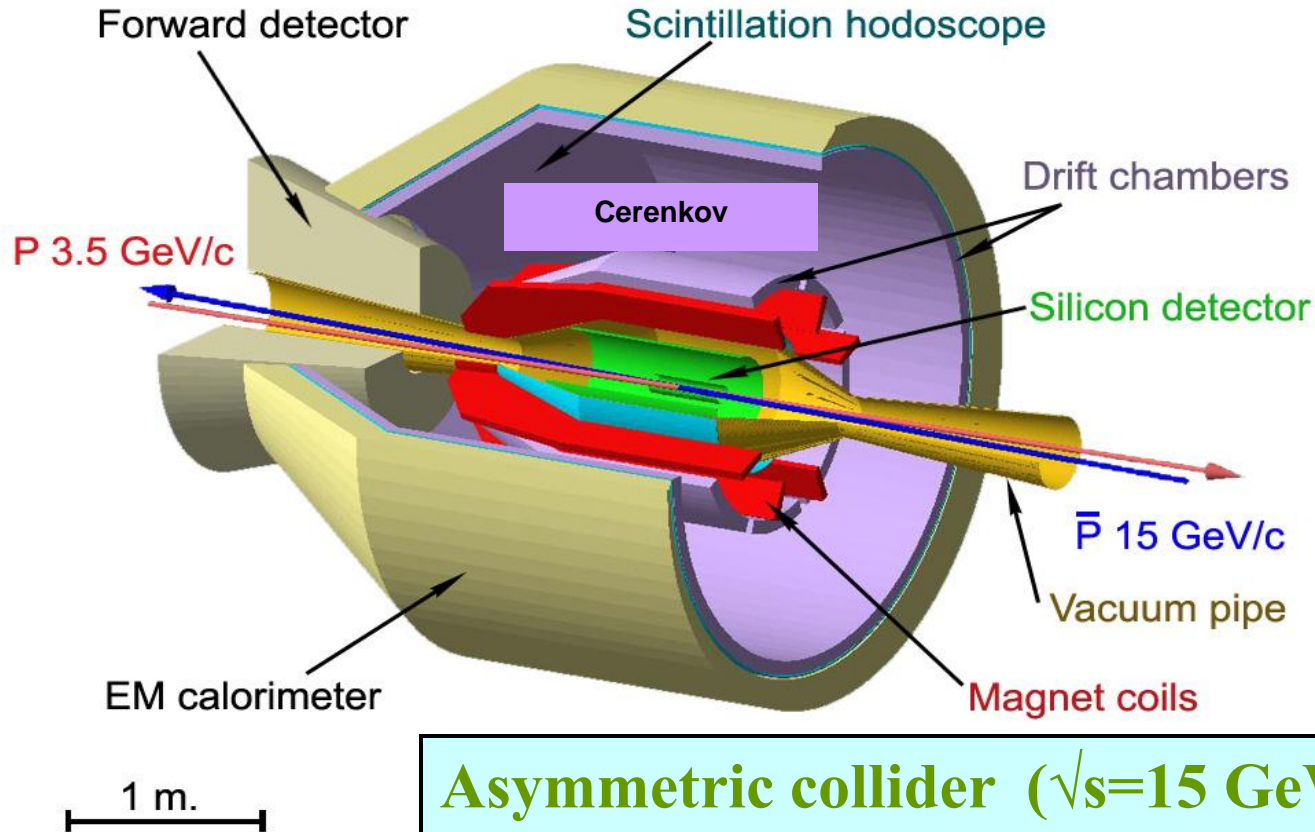 Forward detector
Scintillation hodoscope
Cerenkov
Drift chambers
P 3.5 GeV/c
Silicon detector
P̅ 15 GeV/c
Vacuum pipe
EM calorimeter
Magnet coils
1 m.
Asymmetric collider (√s=15 GeV